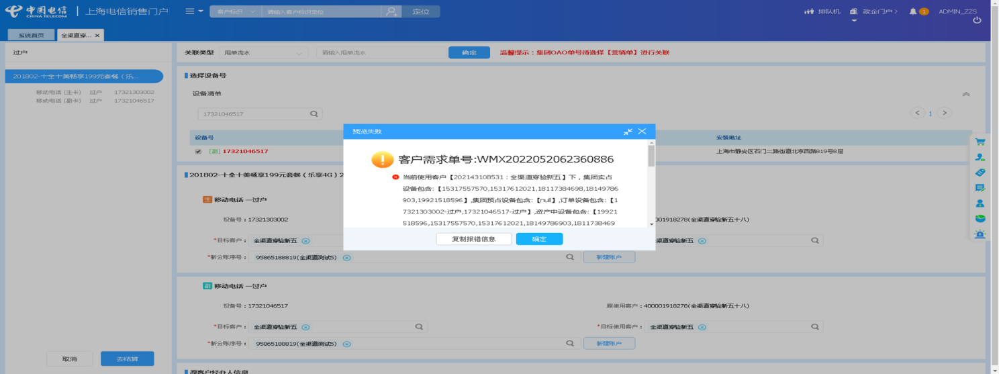 中国电信
CHINA TELECOM
上海电信销售门户
客户标识
请输入客户标识定位
定位
排队机
政企门户>
1
ADMIN_ZZS
系统首页
全渠道穿... ×
过户
201802-十全十美畅享199元套餐（乐...
移动电话 (主卡) 过户 17321303002
移动电话 (副卡) 过户 17321046517
取消
去结算
关联类型
甩单流水
请输入甩单流水
确定
温馨提示：集团OAO单号请选择【营销单】进行关联
选择设备号
设备清单
17321046517
< 1 >
设备号
安装地址
[副] 17321046517
上海市静安区石门二路街道北京西路819号8层
201802-十全十美畅享199元套餐（乐享4G）2
主 移动电话 —过户
设备号：17321303002
00001918278(全渠道穿验新五十八)
*目标客户： 全渠道穿验新五
渠道穿验新五
*新分账序号： 95865188819(全渠道测试5)
新建账户
副 移动电话 —过户
设备号：17321046517
原使用客户：400001918278(全渠道穿验新五十八)
*目标客户： 全渠道穿验新五
*目标使用客户： 全渠道穿验新五
*新分账序号： 95865188819(全渠道测试5)
新建账户
原客户经办人信息
预览失败
客户需求单号:WMX2022052062360886
当前使用客户【202143108531：全渠道穿验新五】下，集团实占
设备包含:【15317557570,15317612021,18117384698,18149786
903,19921518596】,集团预占设备包含:【null】,订单设备包含:【1
7321303002-过户,17321046517-过户】,资产中设备包含:【19921
518596,15317557570,15317612021,18149786903,1811738469
复制报错信息
确定